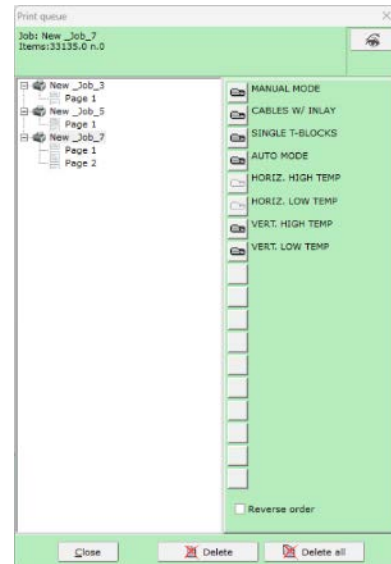 Print queue
Job: New _Job_7
Items:33135.0 n.0
New _Job_3
Page 1
New _Job_5
Page 1
New _Job_7
Page 1
Page 2
MANUAL MODE
CABLES W/ INLAY
SINGLE T-BLOCKS
AUTO MODE
HORIZ. HIGH TEMP
HORIZ. LOW TEMP
VERT. HIGH TEMP
VERT. LOW TEMP
Reverse order
Close
Delete
Delete all